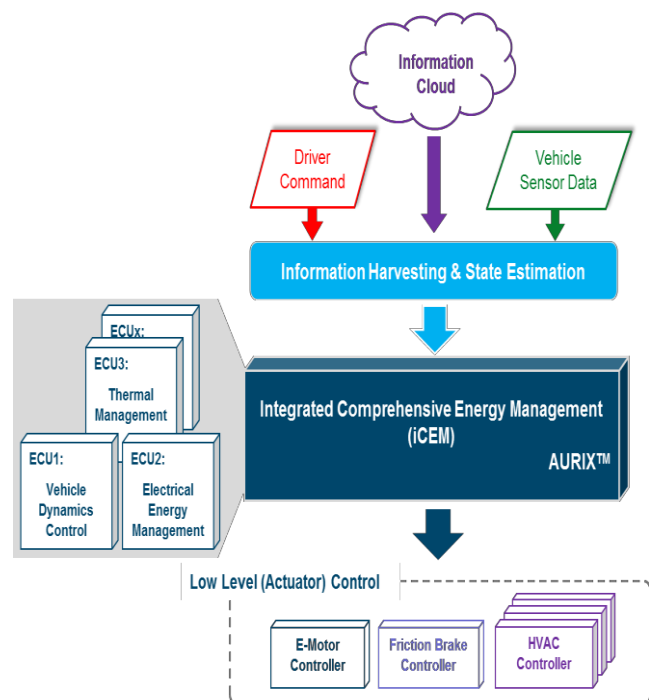 Information
Cloud
Driver
Command
Vehicle
Sensor Data
Information Harvesting & State Estimation
ECUx:
ECU3:
Thermal
Management
ECU1:
Vehicle
Dynamics
Control
ECU2:
Electrical
Energy
Management
Integrated Comprehensive Energy Management
(iCEM)
AURIX™
Low Level (Actuator) Control
E-Motor
Controller
Friction Brake
Controller
HVAC
Controller